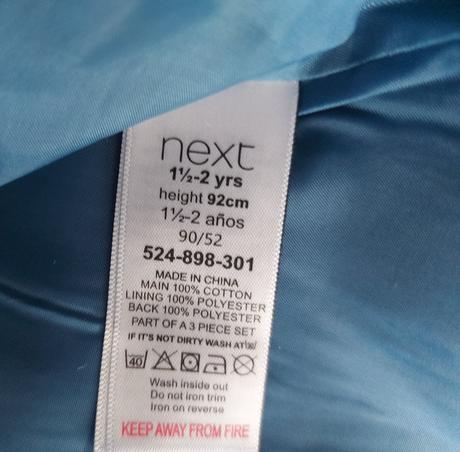 next
1½-2 yrs
height 92cm
1½-2 años
90/52
524-898-301
MADE IN CHINA
MAIN 100% COTTON
LINING 100% POLYESTER
BACK 100% POLYESTER
PART OF A 3 PIECE SET
IF IT'S NOT DIRTY WASH AT
40
Wash inside out
Do not iron trim
Iron on reverse
KEEP AWAY FROM FIRE